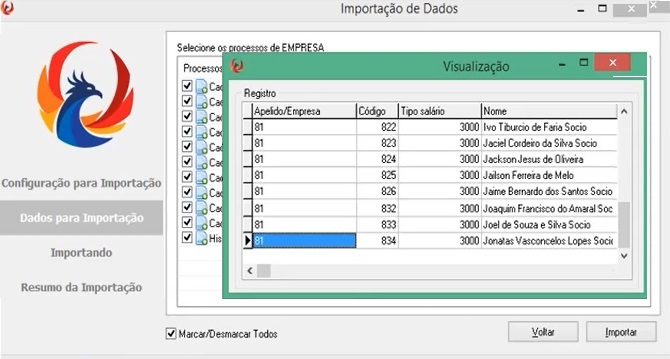 Importação de Dados
Selecione os processos de EMPRESA
Processos
Cad
Cad
Cad
Cad
Cad
Cad
Cad
Cad
Cad
Cad
His
Visualização
Registro
Apelido/Empresa Código Tipo salário Nome
81 822 3000 Ivo Tiburcio de Faria Socio
81 823 3000 Jaciel Cordeiro da Silva Socio
81 824 3000 Jackson Jesus de Oliveira
81 825 3000 Jailson Ferreira de Melo
81 826 3000 Jaime Bernardo dos Santos Socio
81 832 3000 Joaquim Francisco do Amaral Soc
81 833 3000 Joel de Souza e Silva Socio
81 834 3000 Jonatas Vasconcelos Lopes Socio
Configuração para Importação
Dados para Importação
Importando
Resumo da Importação
Marcar/Desmarcar Todos
Voltar
Importar